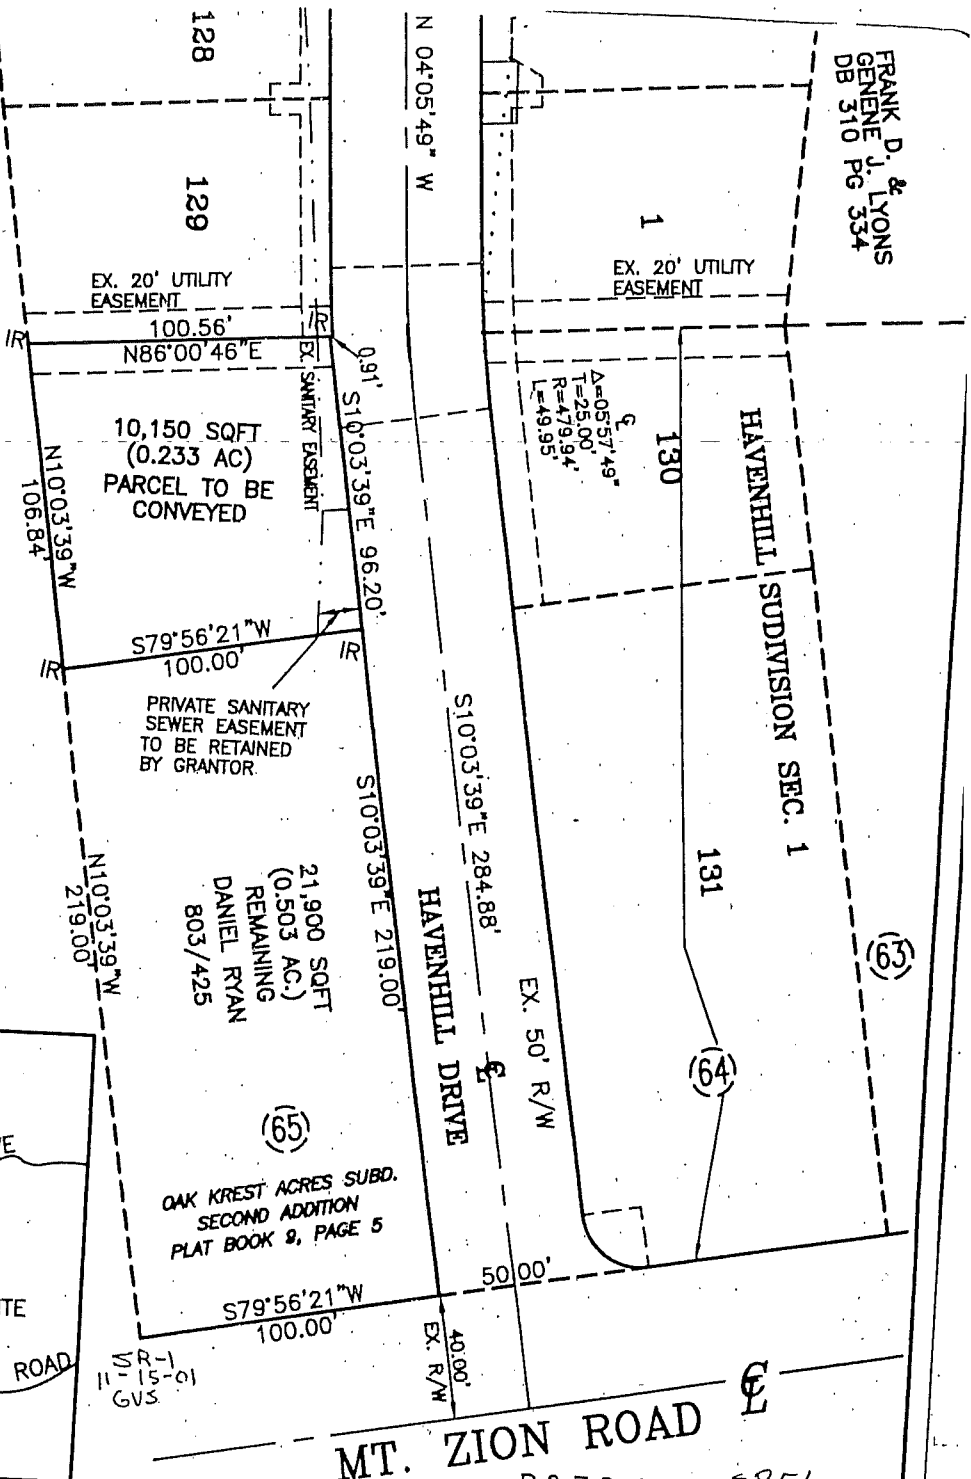 128
N 04°05'49" W
FRANK D. &
GENENE J. LYONS
DB 310 PG 334
129
1
EX. 20' UTILITY
EASEMENT
EX. 20' UTILITY
EASEMENT
IR
100.56'
IR
N86°00'46"E
0.91'
EX SANITARY EASEMENT
S10°03'39"E 96.20'
℄
Δ=05°57'49"
T=25.00'
R=479.94'
L=49.95'
130
HAVENHILL SUDIVISION SEC. 1
10,150 SQFT
(0.233 AC)
PARCEL TO BE
CONVEYED
N10°03'39"W
106.84'
S79°56'21"W
100.00'
IR
IR
PRIVATE SANITARY
SEWER EASEMENT
TO BE RETAINED
BY GRANTOR
S10°03'39"E 284.88'
S10°03'39"E 219.00'
131
21,900 SQFT
(0.503 AC.)
REMAINING
DANIEL RYAN
803/425
N10°03'39"W
219.00'
HAVENHILL DRIVE
℄
EX. 50' R/W
(63)
(64)
(65)
OAK KREST ACRES SUBD.
SECOND ADDITION
PLAT BOOK 9, PAGE 5
50.00'
S79°56'21"W
100.00'
40.00'
EX. R/W
E
TE
ROAD
SR-1
11-15-01
GVS
MT. ZION ROAD ℄